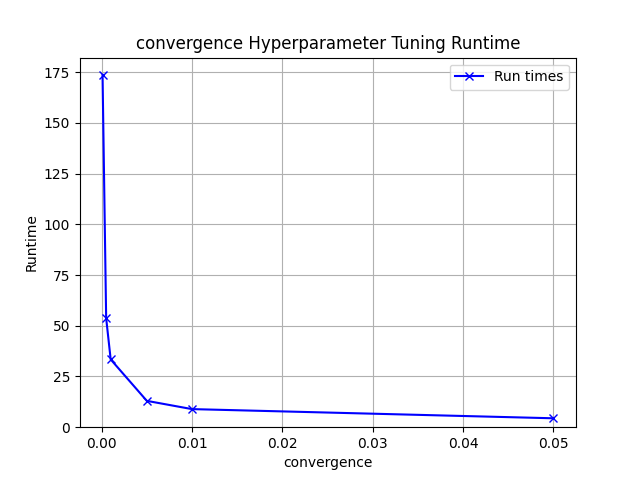 convergence Hyperparameter Tuning Runtime
Run times
175
150
125
100
75
50
25
0
Runtime
0.00 0.01 0.02 0.03 0.04 0.05
convergence